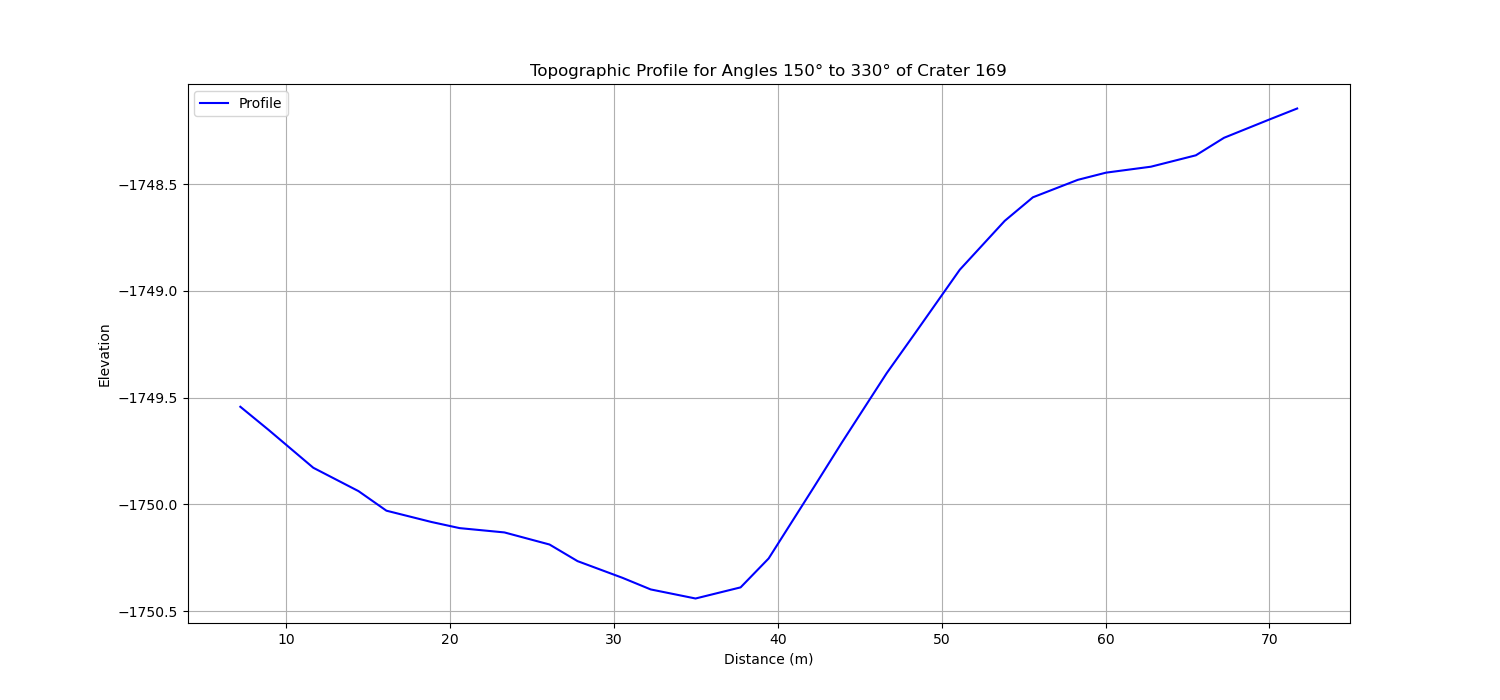 Topographic Profile for Angles 150° to 330° of Crater 169
Profile
−1748.5
−1749.0
−1749.5
−1750.0
−1750.5
Elevation
10 20 30 40 50 60 70
Distance (m)